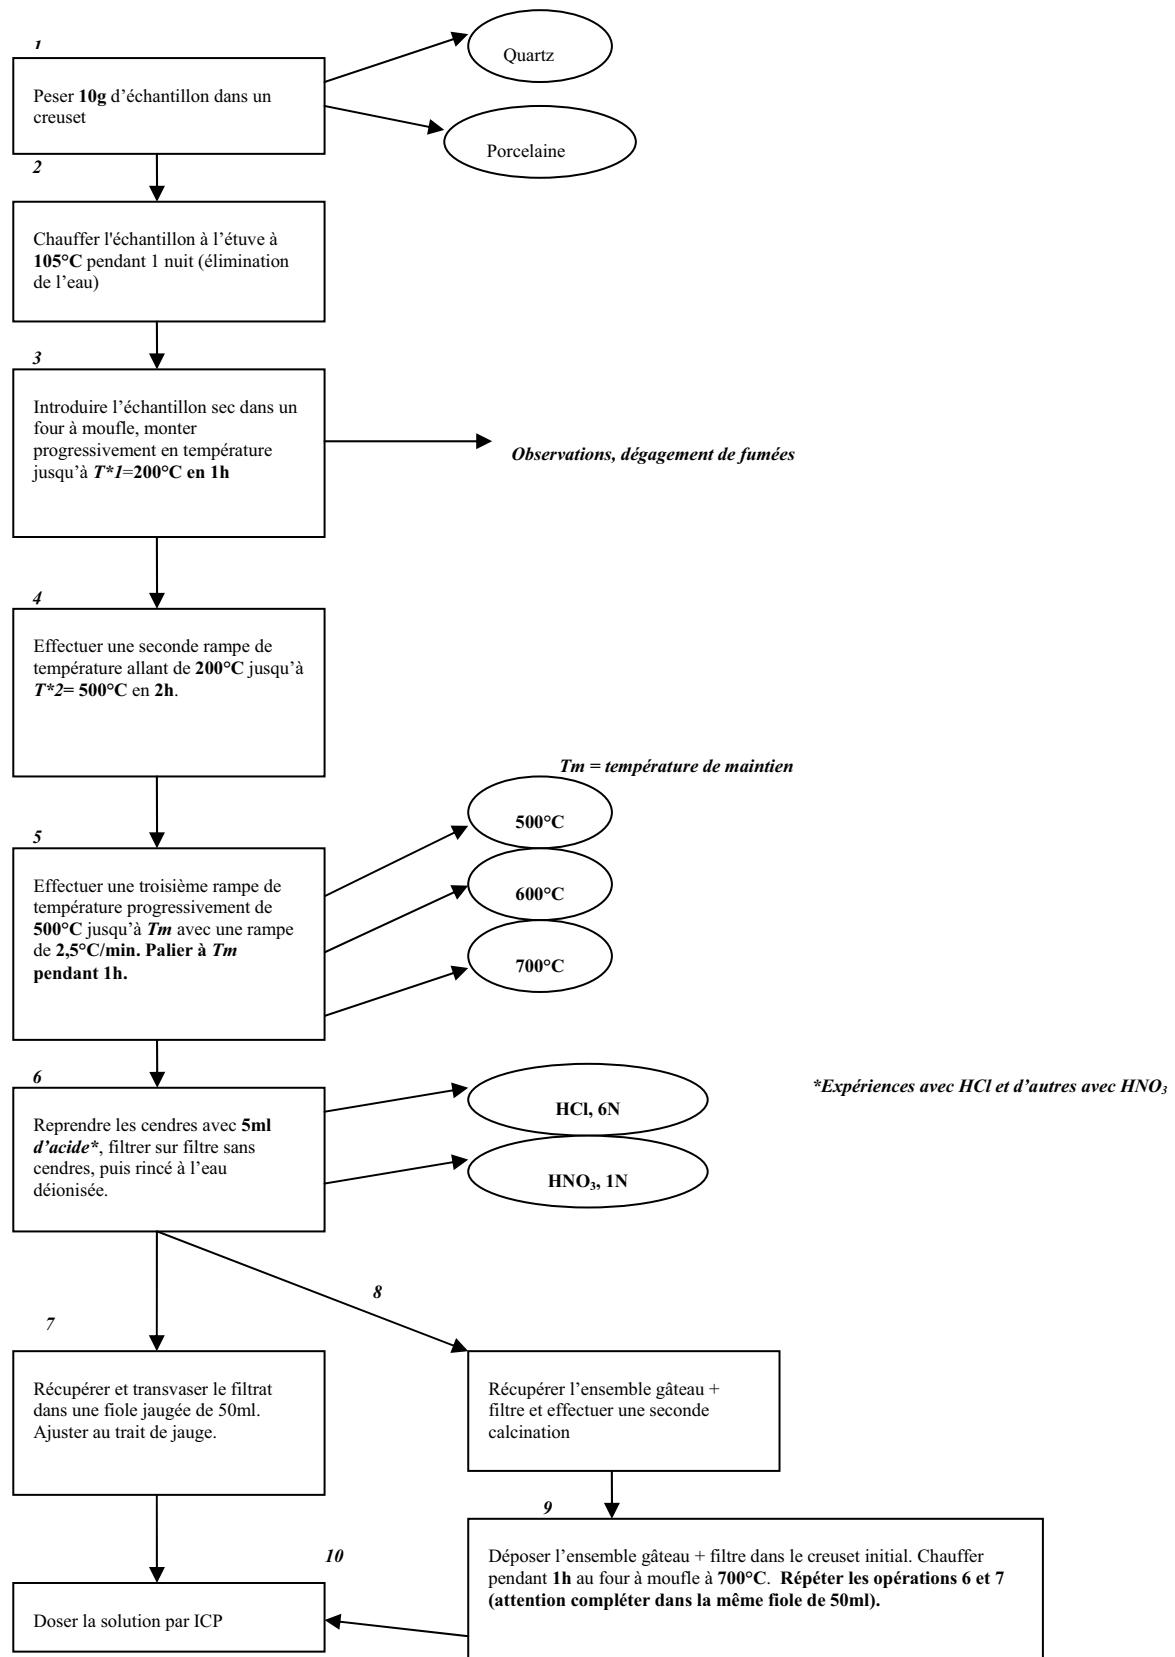 1
Quartz
Peser 10g d’échantillon dans un
creuset
Porcelaine
2
Chauffer l'échantillon à l’étuve à
105°C pendant 1 nuit (élimination
de l’eau)
3
Introduire l’échantillon sec dans un
four à moufle, monter
progressivement en température
jusqu’à T*1=200°C en 1h
Observations, dégagement de fumées
4
Effectuer une seconde rampe de
température allant de 200°C jusqu’à
T*2= 500°C en 2h.
Tm = température de maintien
500°C
5
Effectuer une troisième rampe de
température progressivement de
500°C jusqu’à Tm avec une rampe
de 2,5°C/min. Palier à Tm
pendant 1h.
600°C
700°C
6
Reprendre les cendres avec 5ml
d’acide*, filtrer sur filtre sans
cendres, puis rincé à l’eau
déionisée.
HCl, 6N
*Expériences avec HCl et d’autres avec HNO₃
HNO₃, 1N
8
7
Récupérer et transvaser le filtrat
dans une fiole jaugée de 50ml.
Ajuster au trait de jauge.
Récupérer l’ensemble gâteau +
filtre et effectuer une seconde
calcination
9
Déposer l’ensemble gâteau + filtre dans le creuset initial. Chauffer
pendant 1h au four à moufle à 700°C. Répéter les opérations 6 et 7
(attention compléter dans la même fiole de 50ml).
10
Doser la solution par ICP